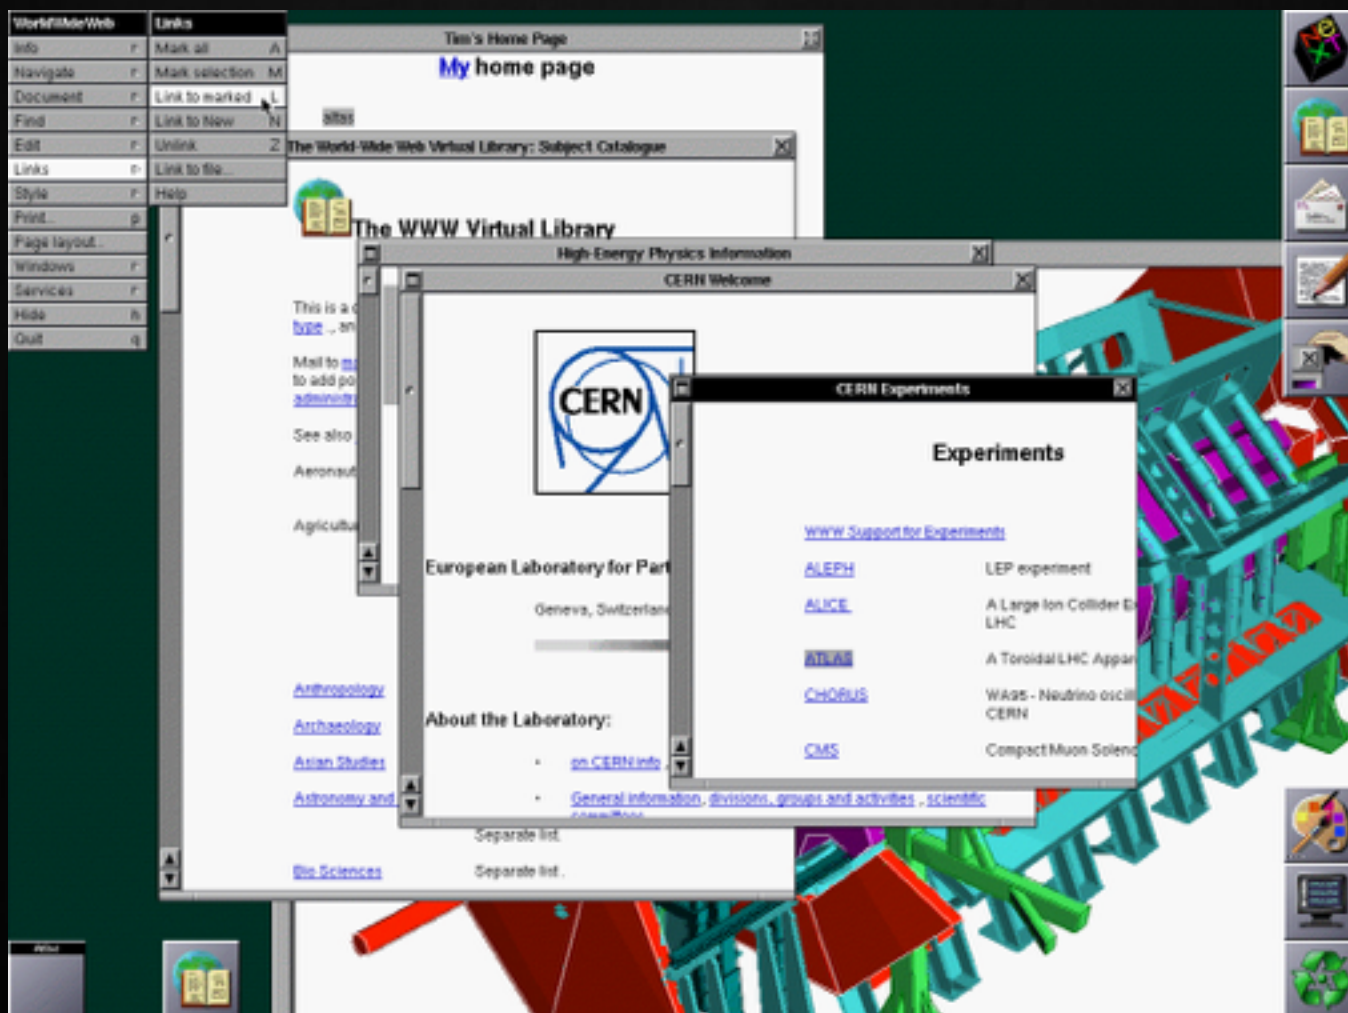 WorldWideWeb
Info
Navigate
Document
Find
Edit
Links
Style
Print...
Page layout...
Windows
Services
Hide h
Quit q
Links
Mark all A
Mark selection M
Link to marked L
Link to New N
Unlink Z
Link to file...
Help
Tim's Home Page
My home page
The World-Wide Web Virtual Library: Subject Catalogue
The WWW Virtual Library
This is a
type ., an
Mail to
to add po
See also
Aeronaut
Agricultu
Anthropology
Archaeology
Asian Studies
Astronomy and
Separate list.
Bio Sciences Separate list.
High-Energy Physics Information
CERN Welcome
CERN
European Laboratory for Part
Geneva, Switzerland
About the Laboratory:
on CERN info ,
General information, divisions, groups and activities , scientific
committees
CERN Experiments
Experiments
WWW Support for Experiments
ALEPH LEP experiment
ALICE A Large Ion Collider E
LHC
ATLAS A Toroidal LHC Appar
CHORUS WA95 - Neutrino oscill
CERN
CMS Compact Muon Soleno